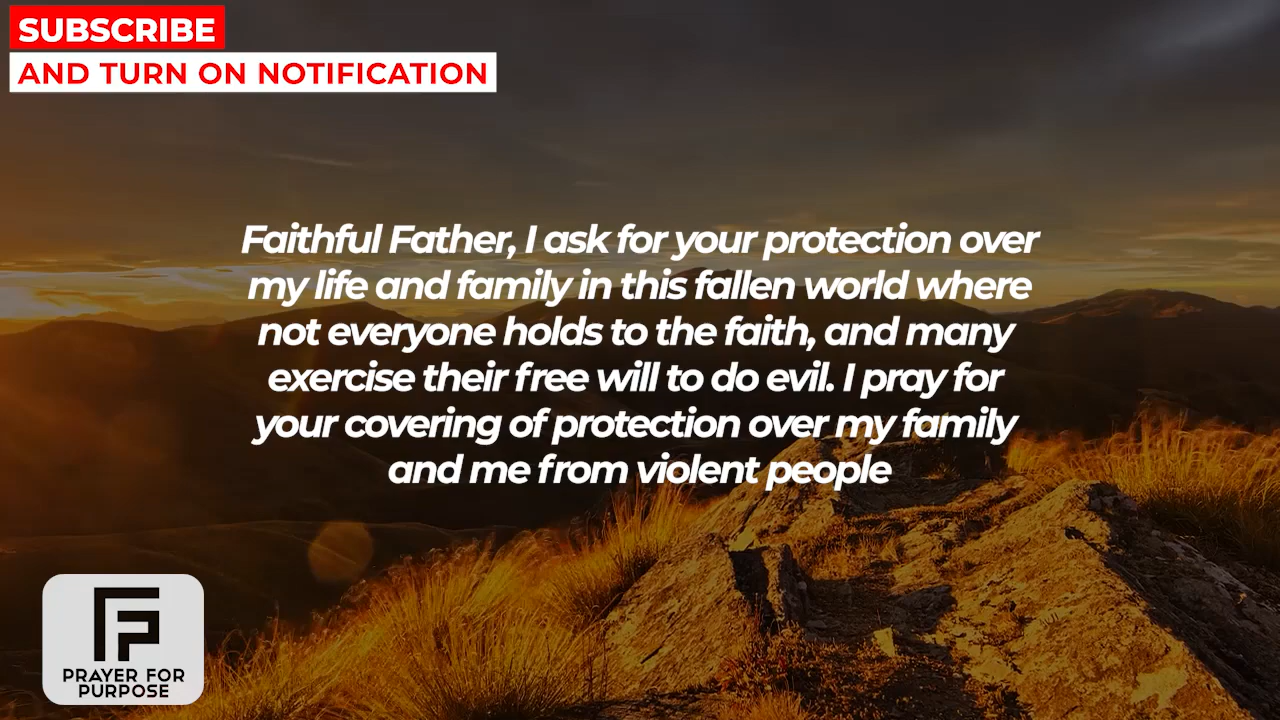 SUBSCRIBE
AND TURN ON NOTIFICATION
Faithful Father, I ask for your protection over
my life and family in this fallen world where
not everyone holds to the faith, and many
exercise their free will to do evil. I pray for
your covering of protection over my family
and me from violent people
PRAYER FOR
PURPOSE